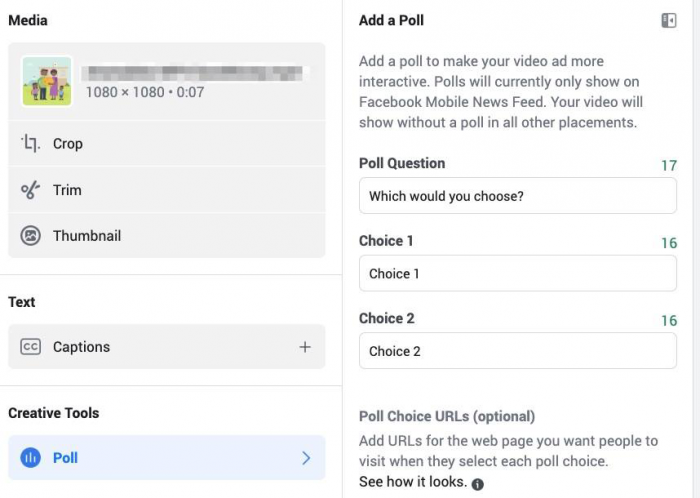 Media
1080 × 1080 • 0:07
Crop
Trim
Thumbnail
Text
CC
Captions
Creative Tools
Poll
Add a Poll
Add a poll to make your video ad more
interactive. Polls will currently only show on
Facebook Mobile News Feed. Your video will
show without a poll in all other placements.
Poll Question 17
Which would you choose?
Choice 1 16
Choice 1
Choice 2 16
Choice 2
Poll Choice URLs (optional)
Add URLs for the web page you want people to
visit when they select each poll choice.
See how it looks.